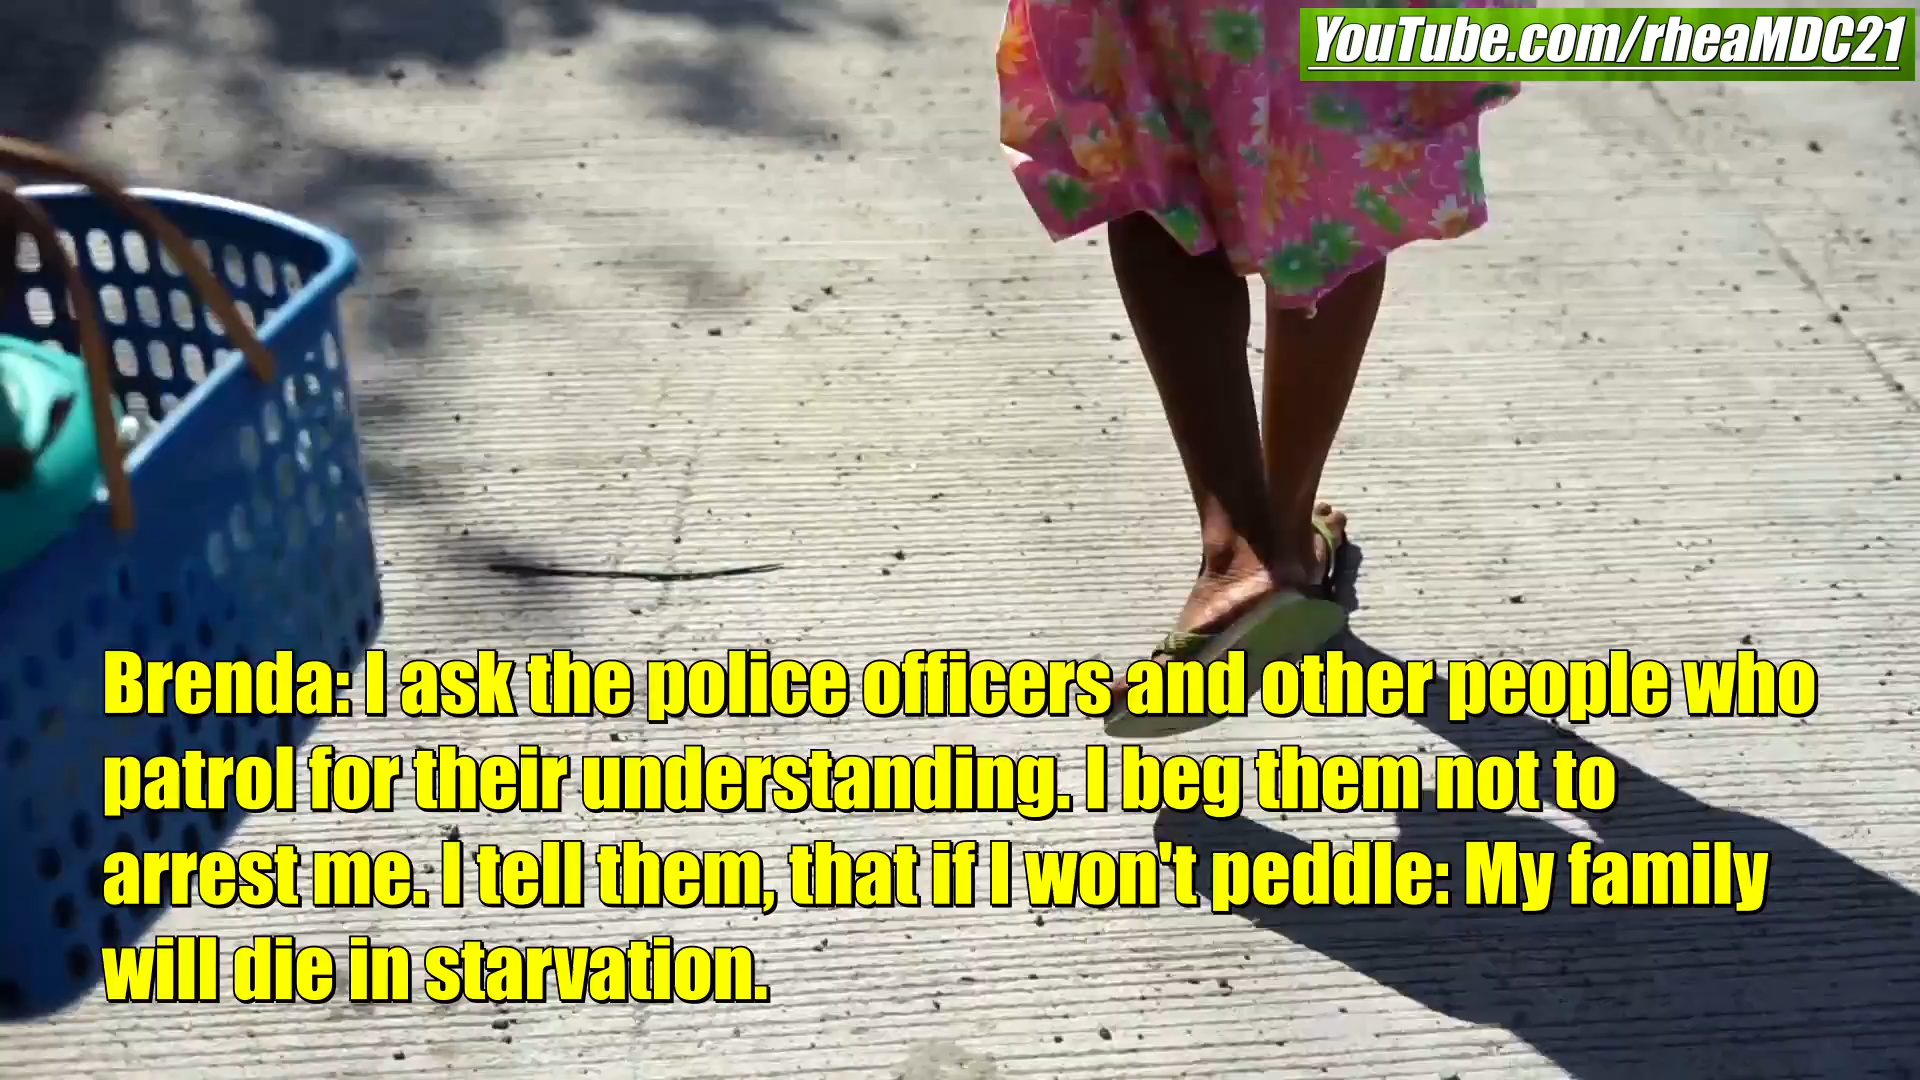 YouTube.com/rheaMDC21
Brenda: I ask the police officers and other people who
patrol for their understanding. I beg them not to
arrest me. I tell them, that if I won't peddle: My family
will die in starvation.